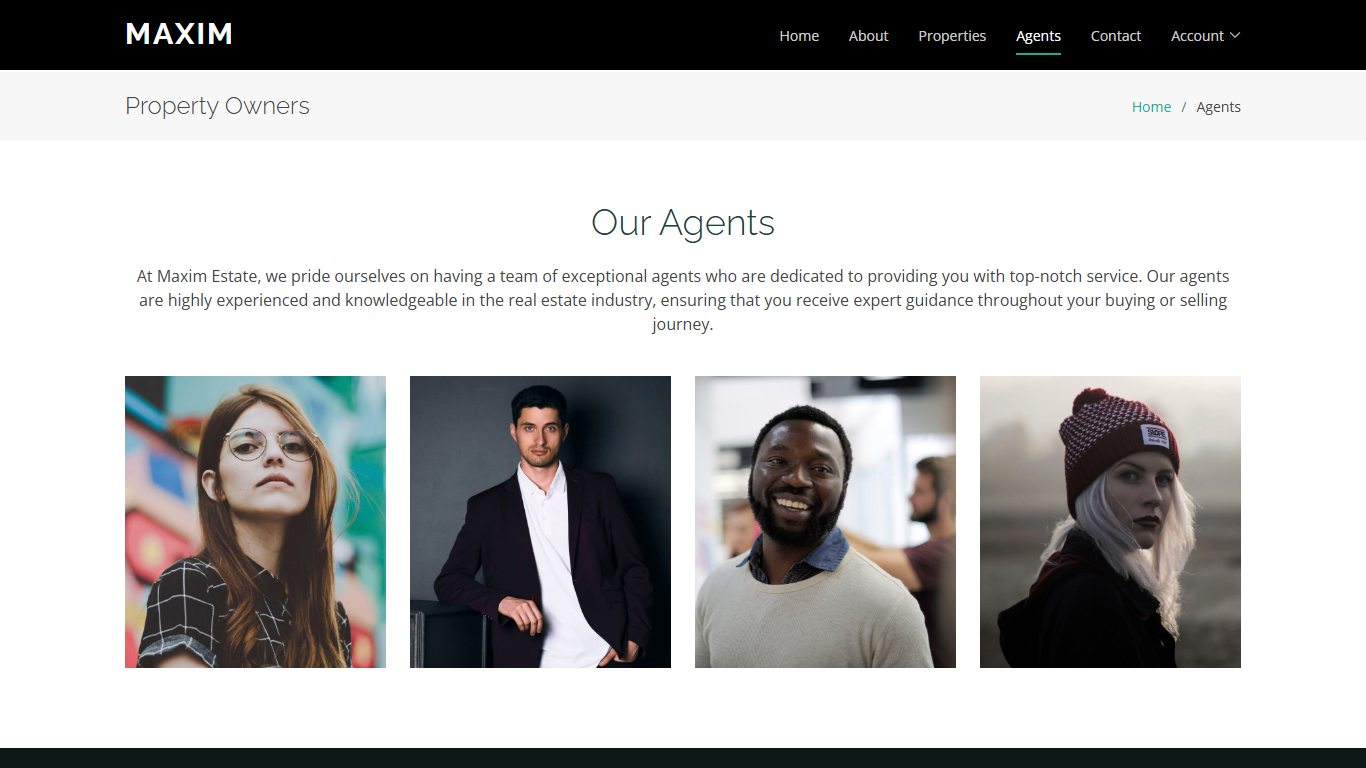 MAXIM
Home
About
Properties
Agents
Contact
Account
Property Owners
Home / Agents
Our Agents
At Maxim Estate, we pride ourselves on having a team of exceptional agents who are dedicated to providing you with top-notch service. Our agents
are highly experienced and knowledgeable in the real estate industry, ensuring that you receive expert guidance throughout your buying or selling
journey.